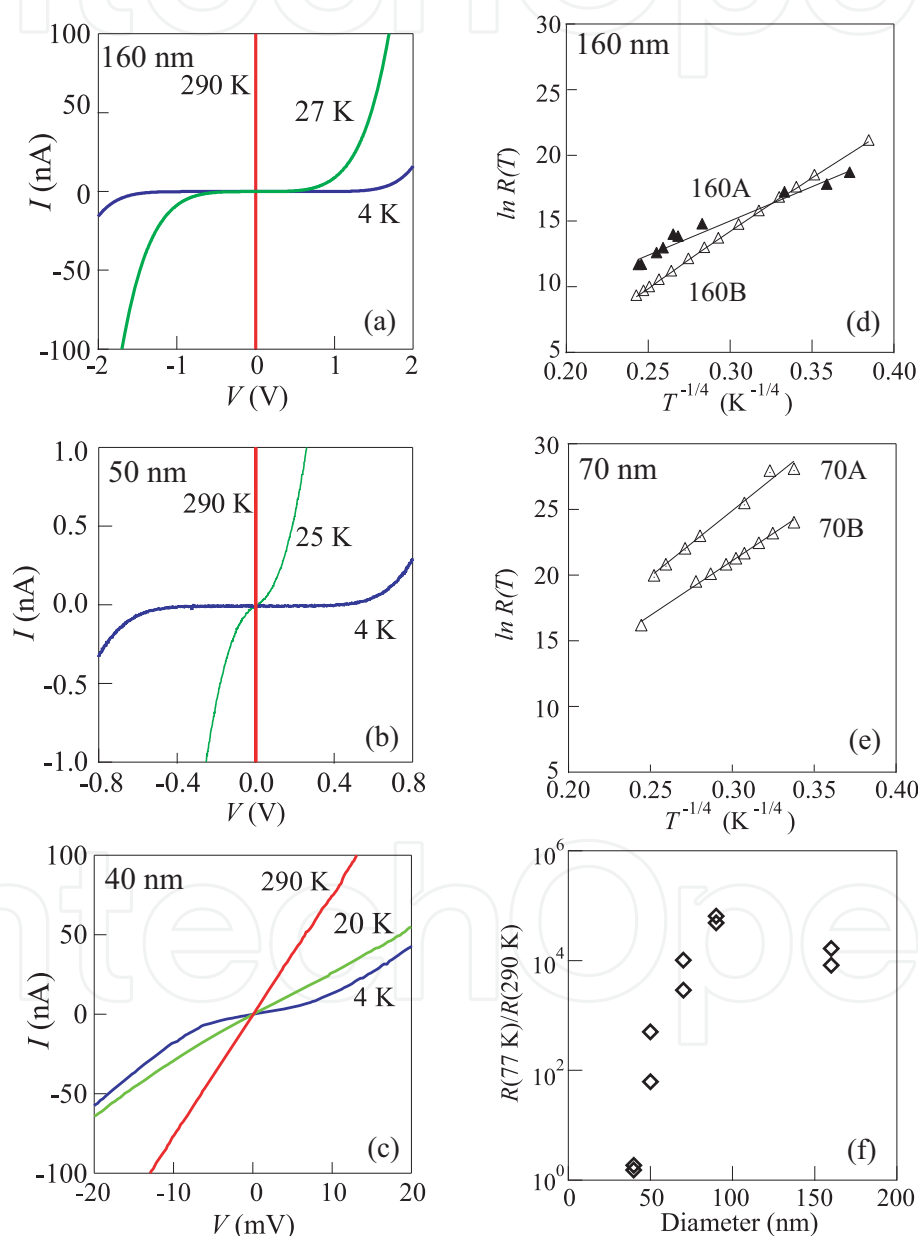 160 nm
290 K
27 K
4 K
(a)
I (nA)
100
50
0
-50
-100
-2
-1
0
1
2
V (V)
160 nm
160A
160B
(d)
ln R(T)
30
25
20
15
10
5
0.20
0.25
0.30
0.35
0.40
T^-1/4 (K^-1/4)
50 nm
290 K
25 K
4 K
(b)
I (nA)
1.0
0.5
0.0
-0.5
-1.0
-0.8
-0.4
0.0
0.4
0.8
V (V)
70 nm
70A
70B
(e)
ln R(T)
30
25
20
15
10
5
0.20
0.25
0.30
0.35
0.40
T^-1/4 (K^-1/4)
40 nm
290 K
20 K
4 K
(c)
I (nA)
100
50
0
-50
-100
-20
-10
0
10
20
V (mV)
(f)
R(77 K)/R(290 K)
10^6
10^4
10^2
10^0
0
50
100
150
200
Diameter (nm)